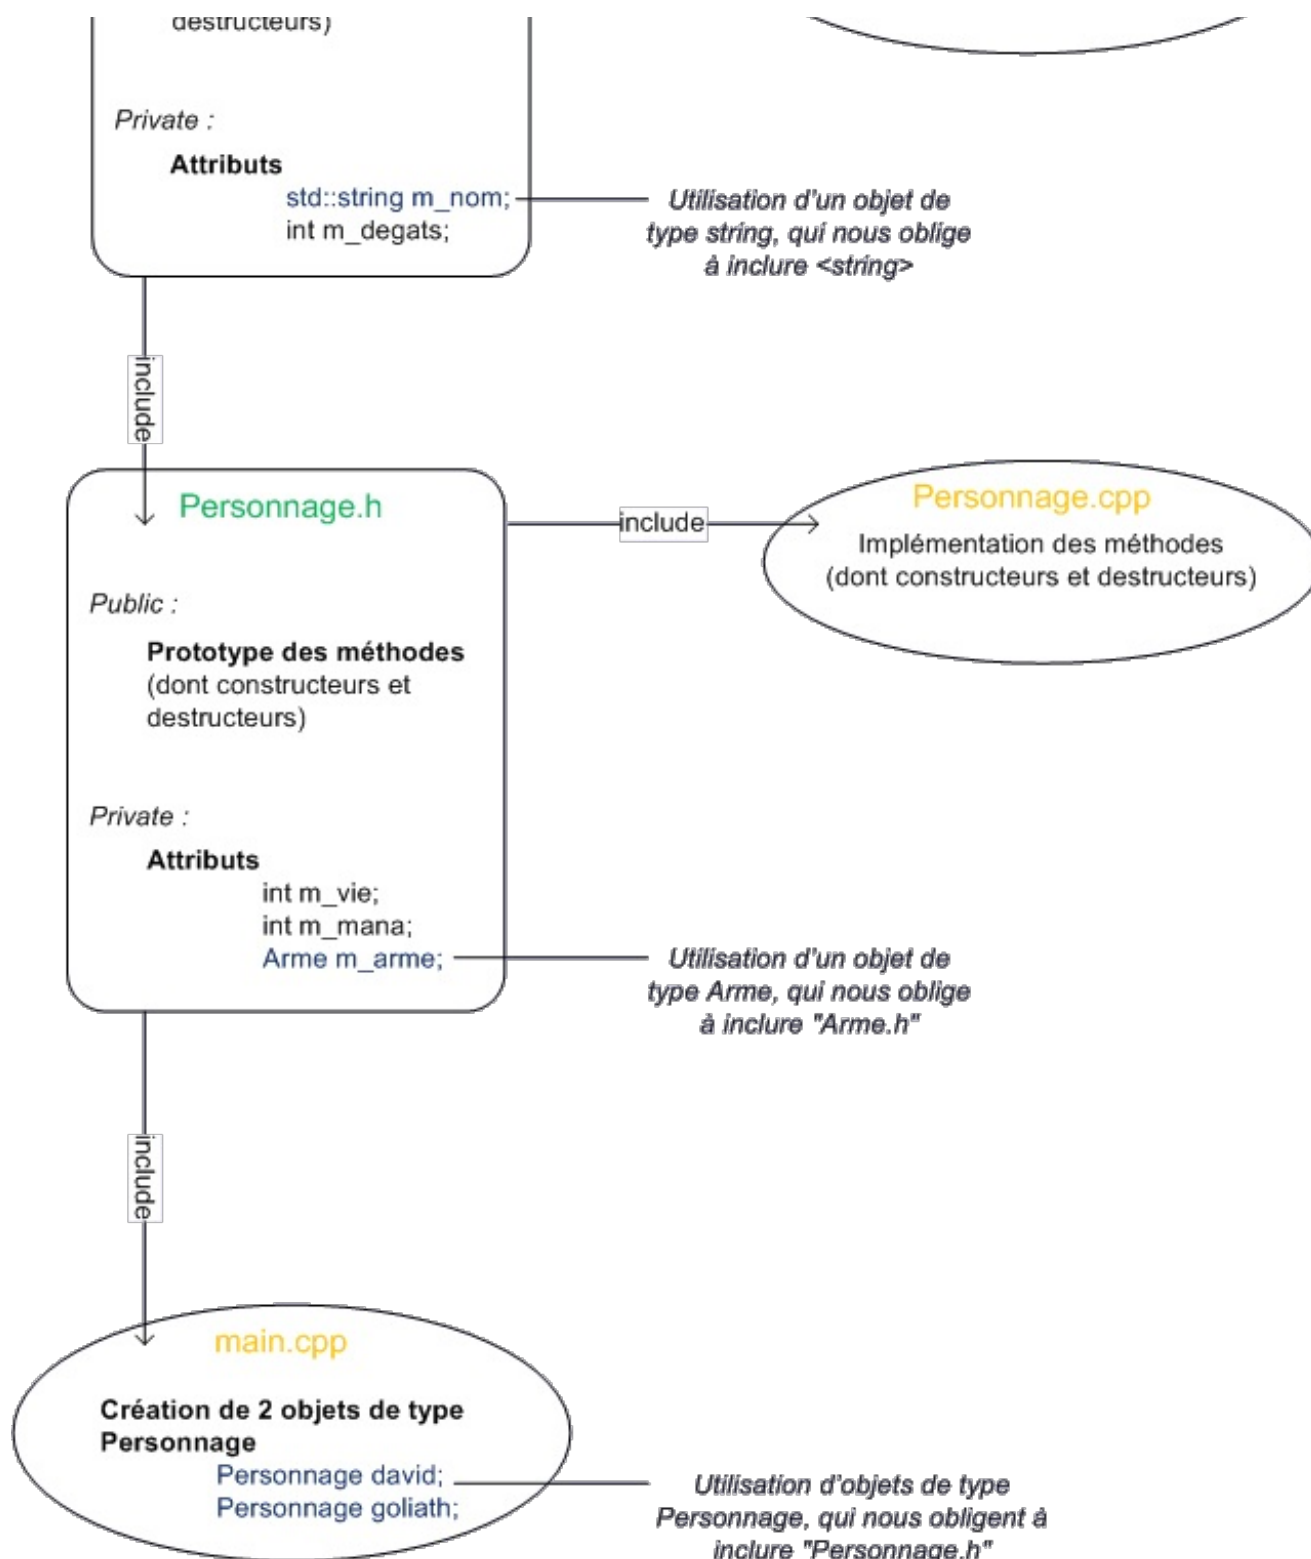 destructeurs)
Private :
Attributs
std::string m_nom;
int m_degats;
Utilisation d'un objet de
type string, qui nous oblige
à inclure <string>
include
Personnage.h
Public :
Prototype des méthodes
(dont constructeurs et
destructeurs)
Private :
Attributs
int m_vie;
int m_mana;
Arme m_arme;
include
Personnage.cpp
Implémentation des méthodes
(dont constructeurs et destructeurs)
Utilisation d'un objet de
type Arme, qui nous oblige
à inclure "Arme.h"
include
main.cpp
Création de 2 objets de type
Personnage
Personnage david;
Personnage goliath;
Utilisation d'objets de type
Personnage, qui nous obligent à
inclure "Personnage.h"